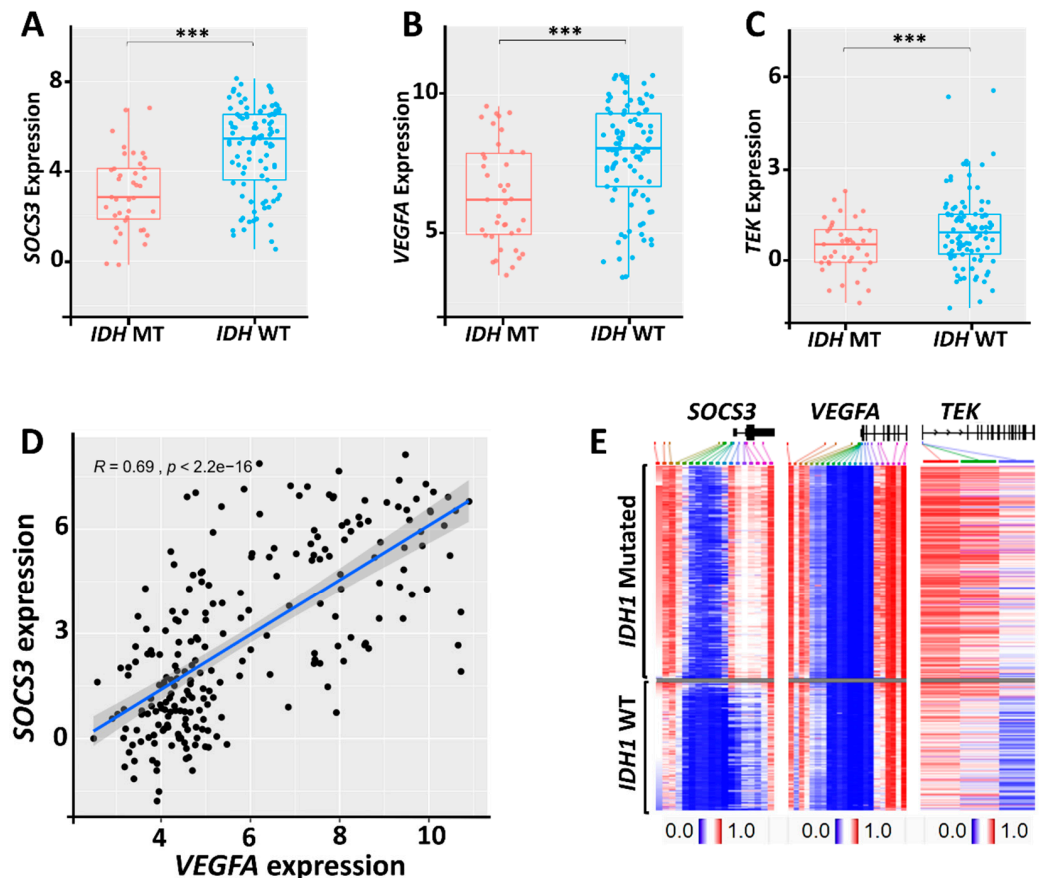 A
***
SOCS3 Expression
8
4
0
IDH MT
IDH WT
B
***
VEGFA Expression
10
5
IDH MT
IDH WT
C
***
TEK Expression
6
3
0
IDH MT
IDH WT
D
R = 0.69 , p < 2.2e−16
SOCS3 expression
6
3
0
4 6 8 10
VEGFA expression
E
SOCS3 VEGFA TEK
IDH1 Mutated
IDH1 WT
0.0 1.0 0.0 1.0 0.0 1.0